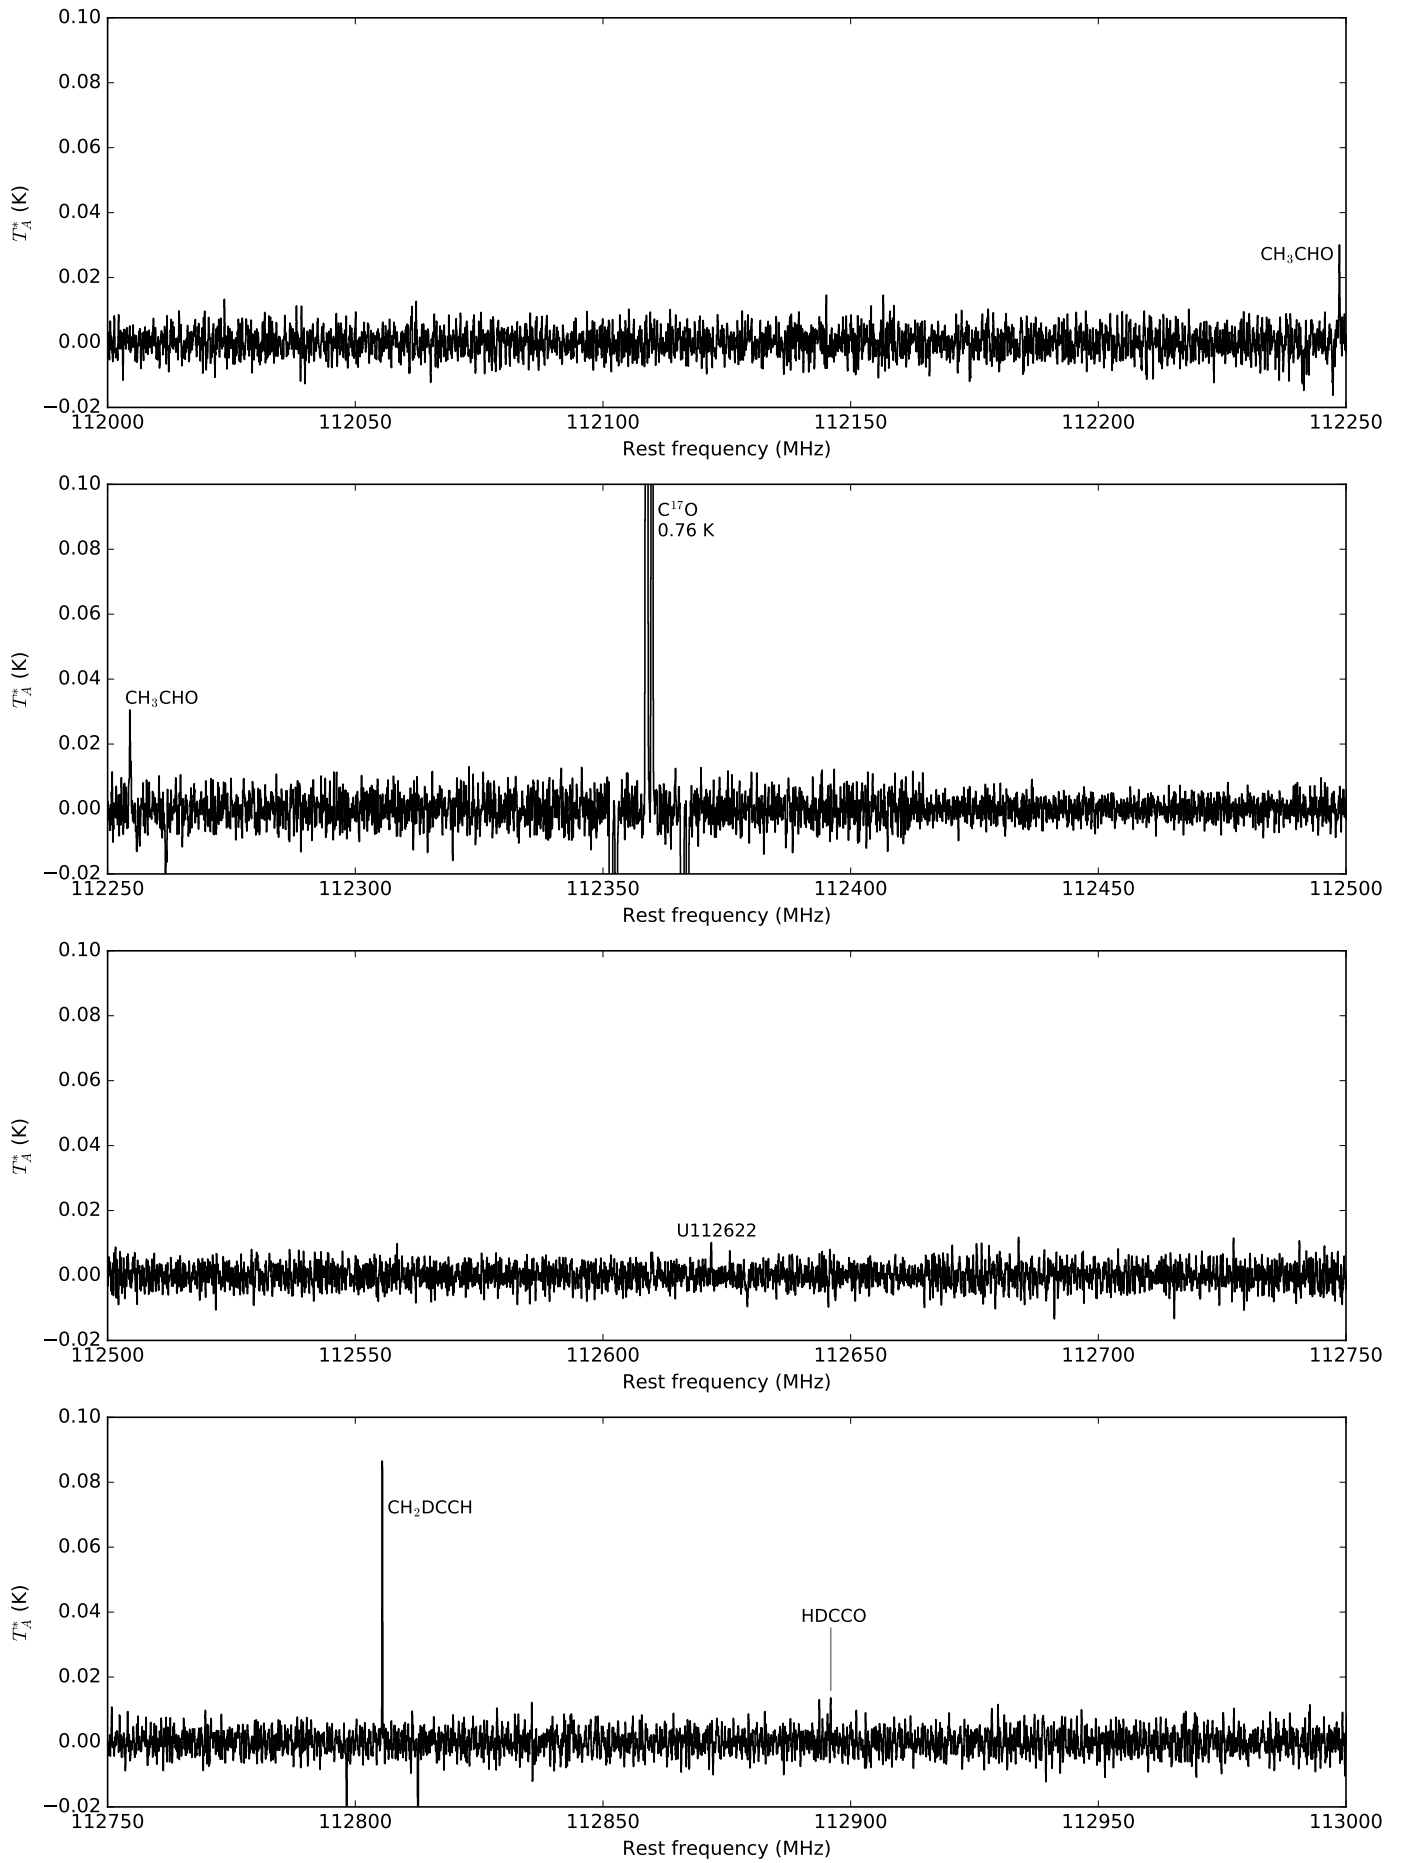 0.10
0.08
0.06
0.04
0.02
0.00
−0.02
T*A (K)
CH₃CHO
112000 112050 112100 112150 112200 112250
Rest frequency (MHz)
0.10
0.08
0.06
0.04
0.02
0.00
−0.02
T*A (K)
C¹⁷O
0.76 K
CH₃CHO
112250 112300 112350 112400 112450 112500
Rest frequency (MHz)
0.10
0.08
0.06
0.04
0.02
0.00
−0.02
T*A (K)
U112622
112500 112550 112600 112650 112700 112750
Rest frequency (MHz)
0.10
0.08
0.06
0.04
0.02
0.00
−0.02
T*A (K)
CH₂DCCH
HDCCO
112750 112800 112850 112900 112950 113000
Rest frequency (MHz)